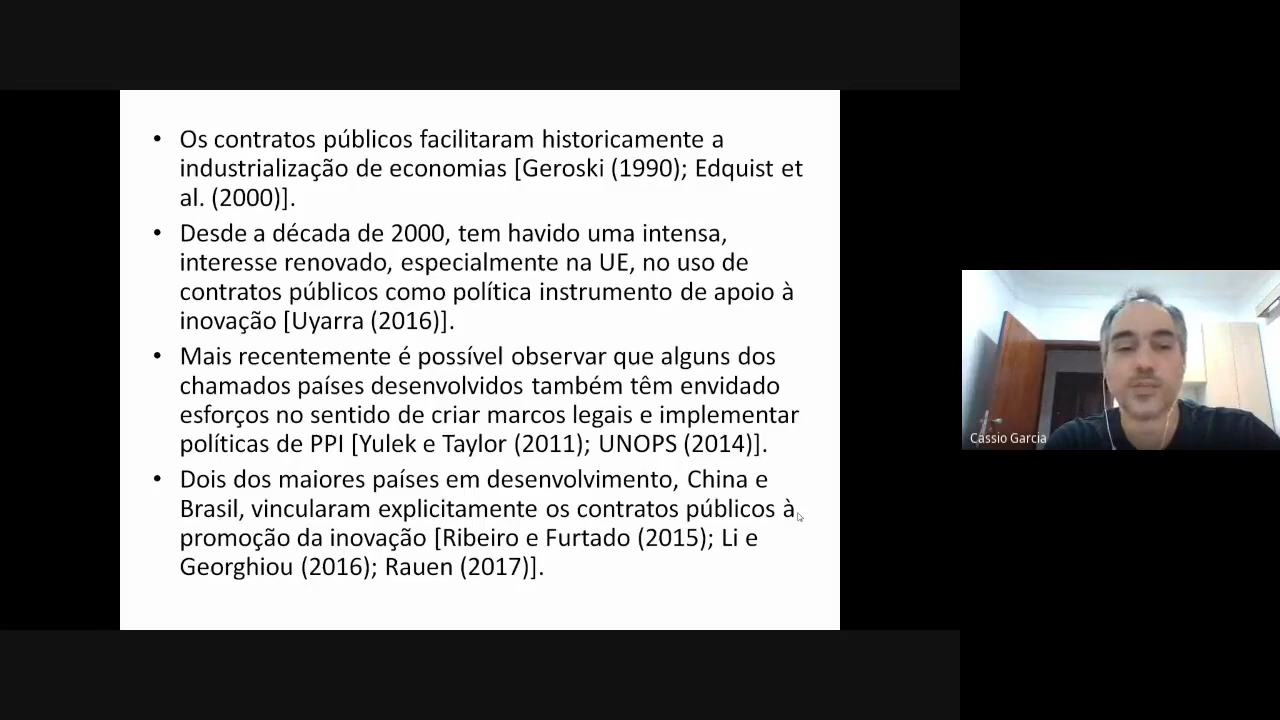 • Os contratos públicos facilitaram historicamente a
industrialização de economias [Geroski (1990); Edquist et
al. (2000)].
• Desde a década de 2000, tem havido uma intensa,
interesse renovado, especialmente na UE, no uso de
contratos públicos como política instrumento de apoio à
inovação [Uyarra (2016)].
• Mais recentemente é possível observar que alguns dos
chamados países desenvolvidos também têm envidado
esforços no sentido de criar marcos legais e implementar
políticas de PPI [Yulek e Taylor (2011); UNOPS (2014)].
• Dois dos maiores países em desenvolvimento, China e
Brasil, vincularam explicitamente os contratos públicos à
promoção da inovação [Ribeiro e Furtado (2015); Li e
Georghiou (2016); Rauen (2017)].
Cassio Garcia